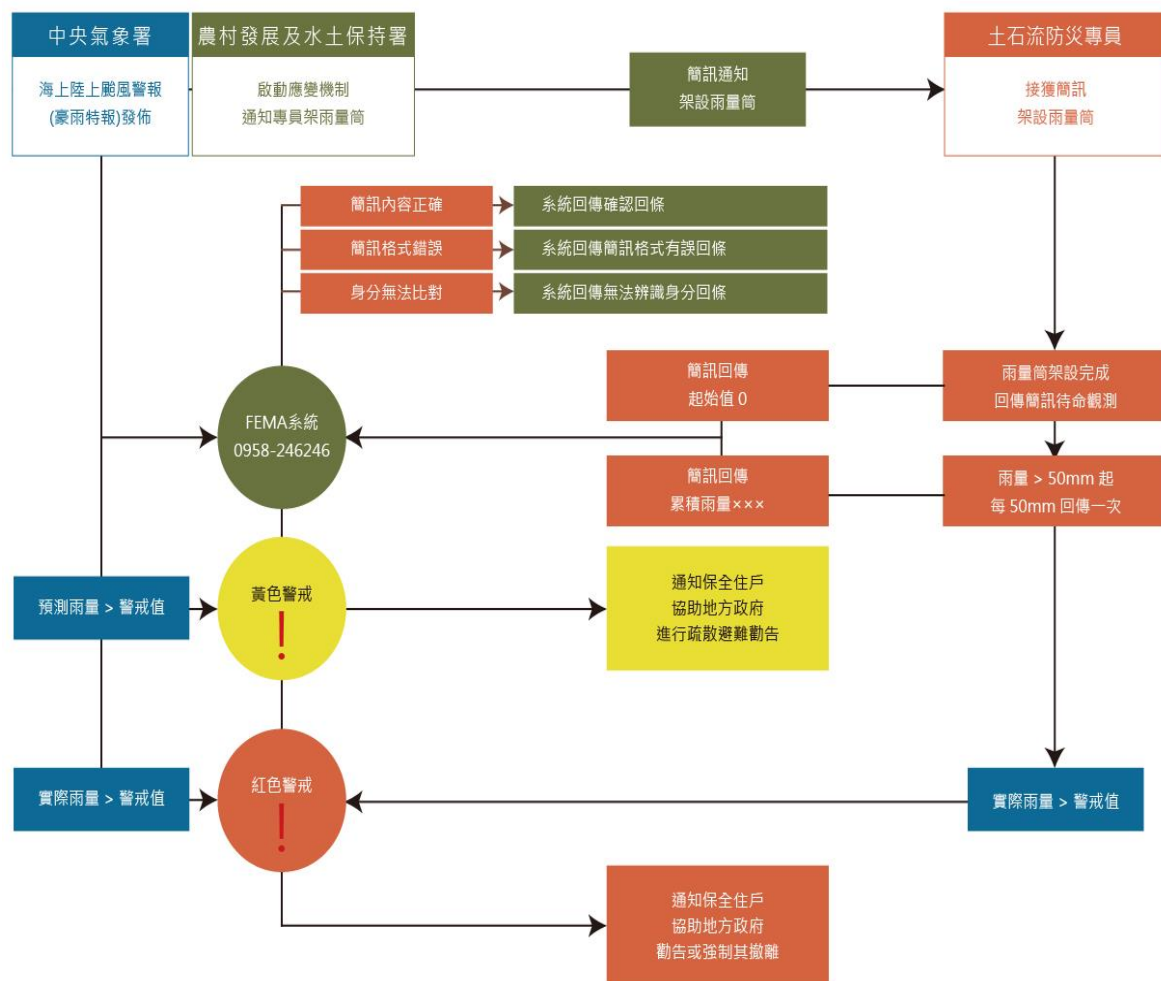 中央氣象署
海上陸上颱風警報
(豪雨特報)發佈
農村發展及水土保持署
啟動應變機制
通知專員架雨量筒
簡訊通知
架設雨量筒
土石流防災專員
接獲簡訊
架設雨量筒
簡訊內容正確
系統回傳確認回條
簡訊格式錯誤
系統回傳簡訊格式有誤回條
身分無法比對
系統回傳無法辨識身分回條
FEMA系統
0958-246246
簡訊回傳
起始值 0
雨量筒架設完成
回傳簡訊待命觀測
簡訊回傳
累積雨量×××
雨量 > 50mm 起
每 50mm 回傳一次
預測雨量 > 警戒值
黃色警戒
!
通知保全住戶
協助地方政府
進行疏散避難勸告
實際雨量 > 警戒值
紅色警戒
!
實際雨量 > 警戒值
通知保全住戶
協助地方政府
勸告或強制其撤離